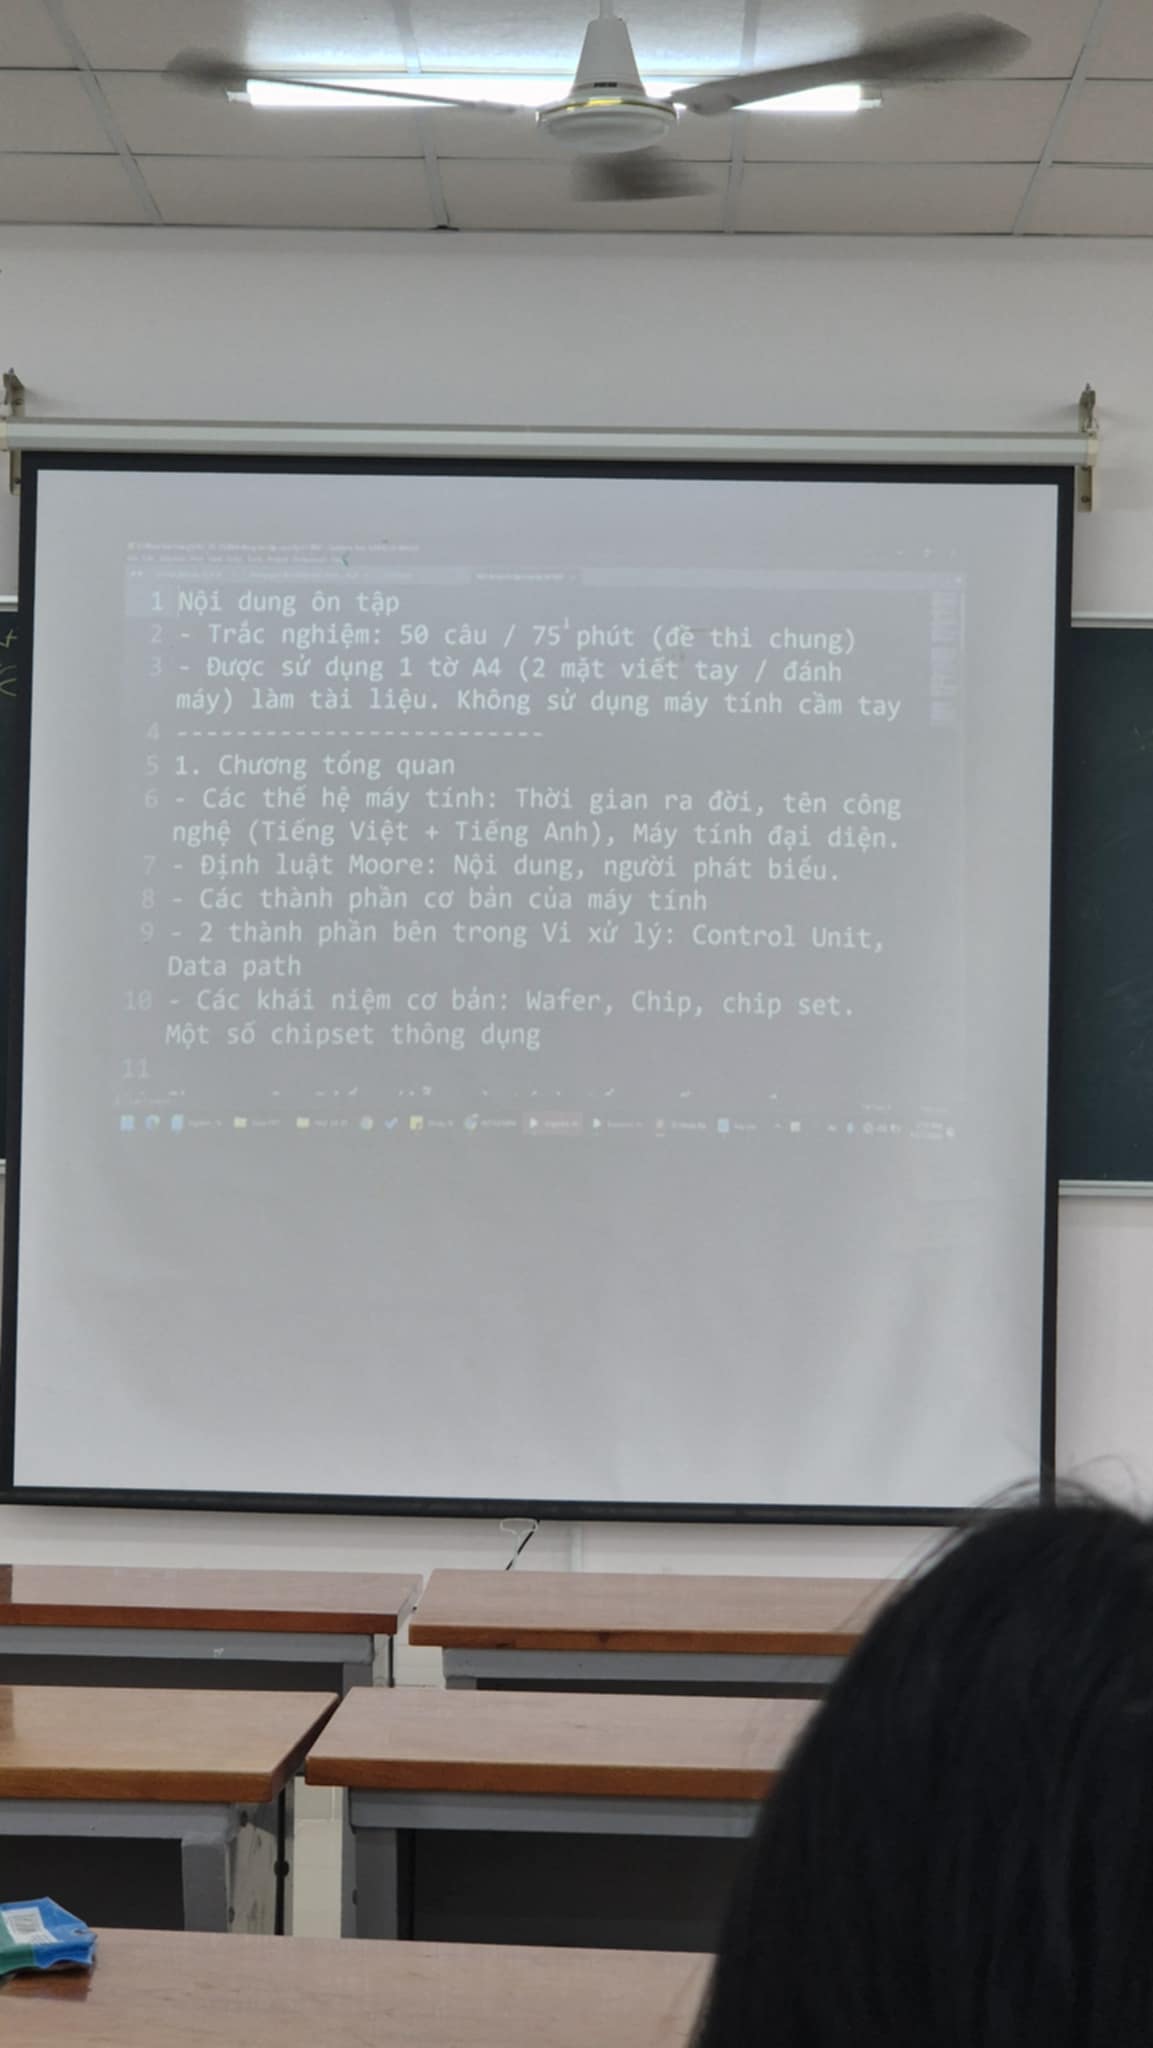 1 Nội dung ôn tập
2 - Trắc nghiệm: 50 câu / 75 phút (đề thi chung)
3 - Được sử dụng 1 tờ A4 (2 mặt viết tay / đánh
máy) làm tài liệu. Không sử dụng máy tính cầm tay
4 -------------------------
5 1. Chương tổng quan
6 - Các thế hệ máy tính: Thời gian ra đời, tên công
nghệ (Tiếng Việt + Tiếng Anh), Máy tính đại diện.
7 - Định luật Moore: Nội dung, người phát biểu.
8 - Các thành phần cơ bản của máy tính
9 - 2 thành phần bên trong Vi xử lý: Control Unit,
Data path
10 - Các khái niệm cơ bản: Wafer, Chip, chip set.
Một số chipset thông dụng
11